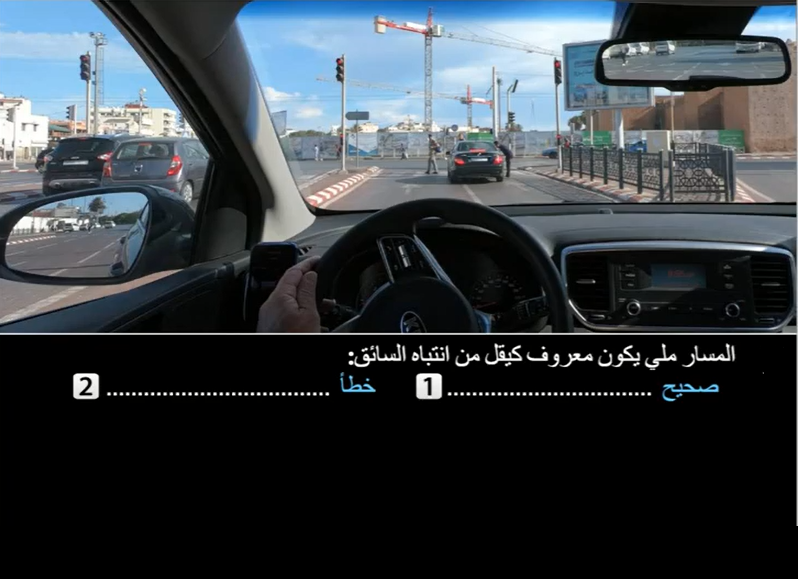 المسار ملي يكون معروف كيقل من انتباه السائق:
صحيح ................................. 1 خطأ .................................... 2